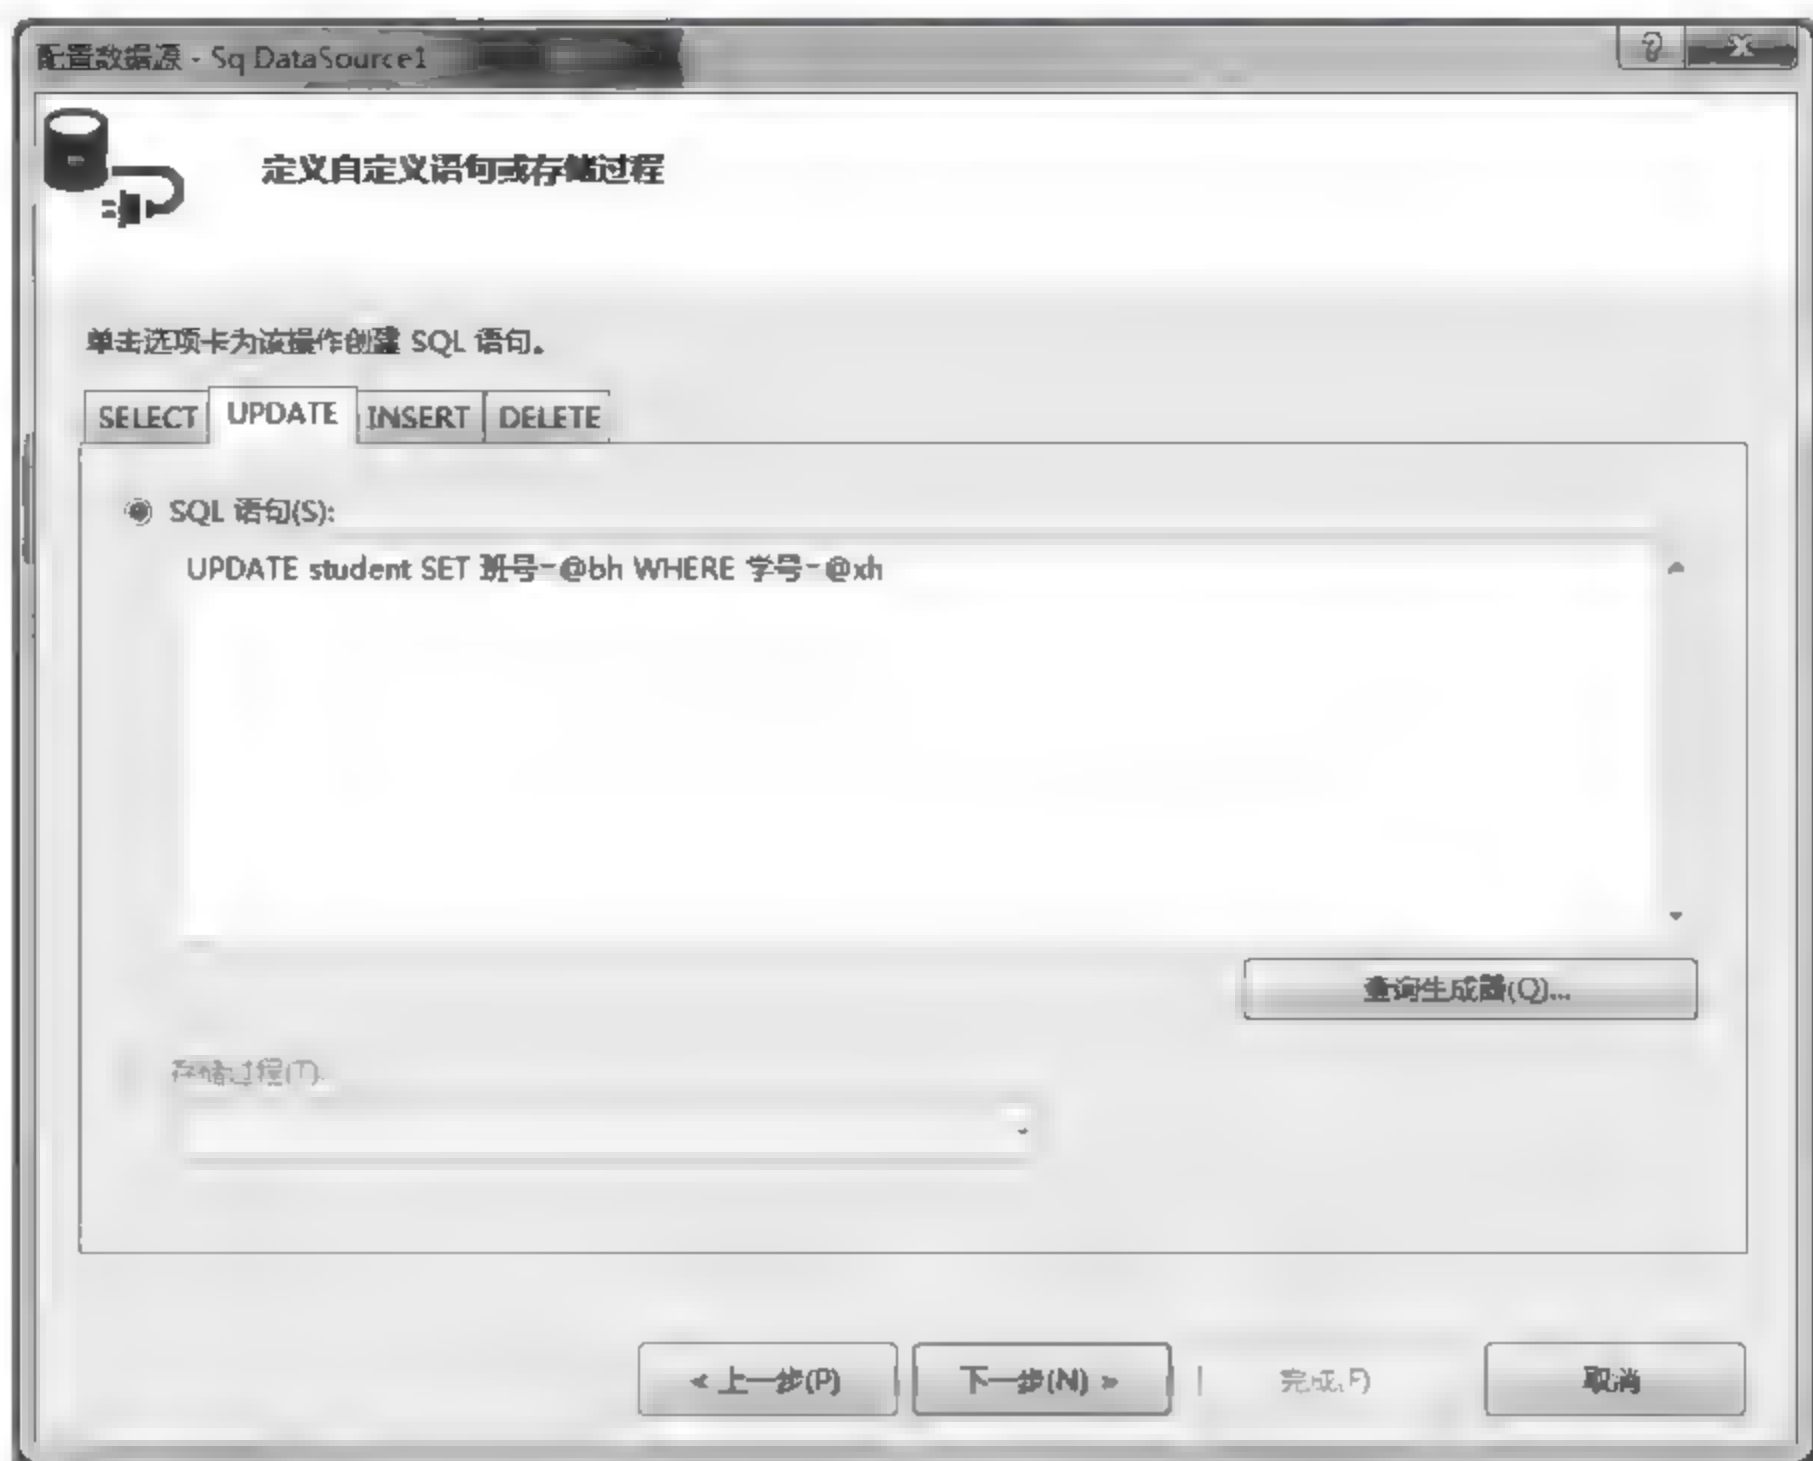 配置数据源 - SqlDataSource1
定义自定义语句或存储过程
单击选项卡为该操作创建 SQL 语句。
SELECT UPDATE INSERT DELETE
SQL 语句(S):
UPDATE student SET 班号=@bh WHERE 学号=@xh
查询生成器(Q)...
存储过程(T):
< 上一步(P) 下一步(N) > 完成(F) 取消